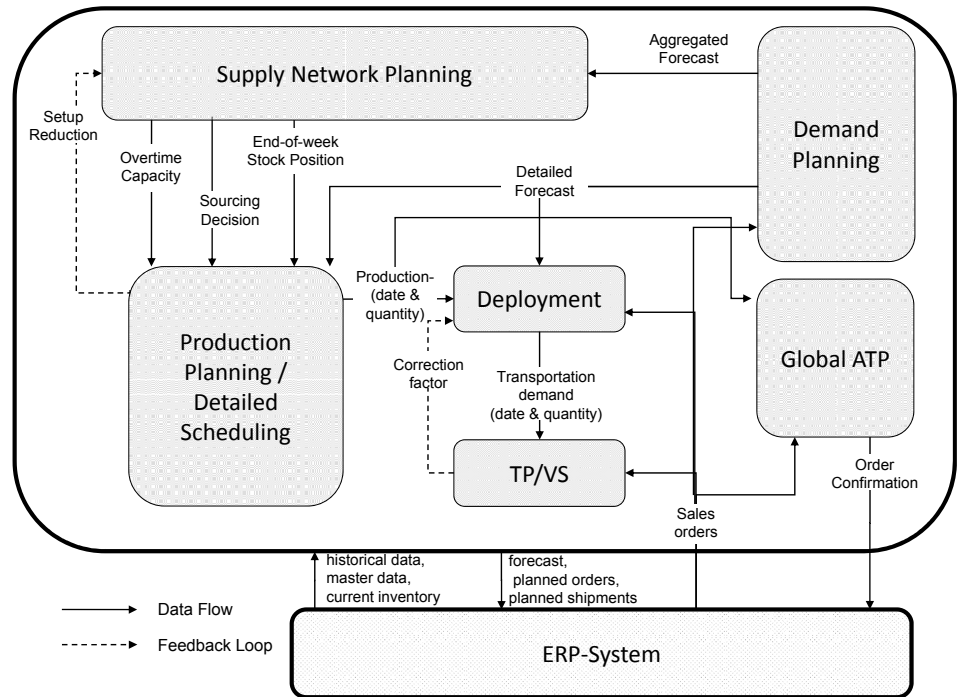 Supply Network Planning
Aggregated
Forecast
Demand
Planning
Setup
Reduction
Overtime
Capacity
Sourcing
Decision
End-of-week
Stock Position
Detailed
Forecast
Production
Planning /
Detailed
Scheduling
Production-
(date &
quantity)
Deployment
Global ATP
Correction
factor
Transportation
demand
(date & quantity)
TP/VS
Sales
orders
Order
Confirmation
historical data,
master data,
current inventory
forecast,
planned orders,
planned shipments
Data Flow
Feedback Loop
ERP-System